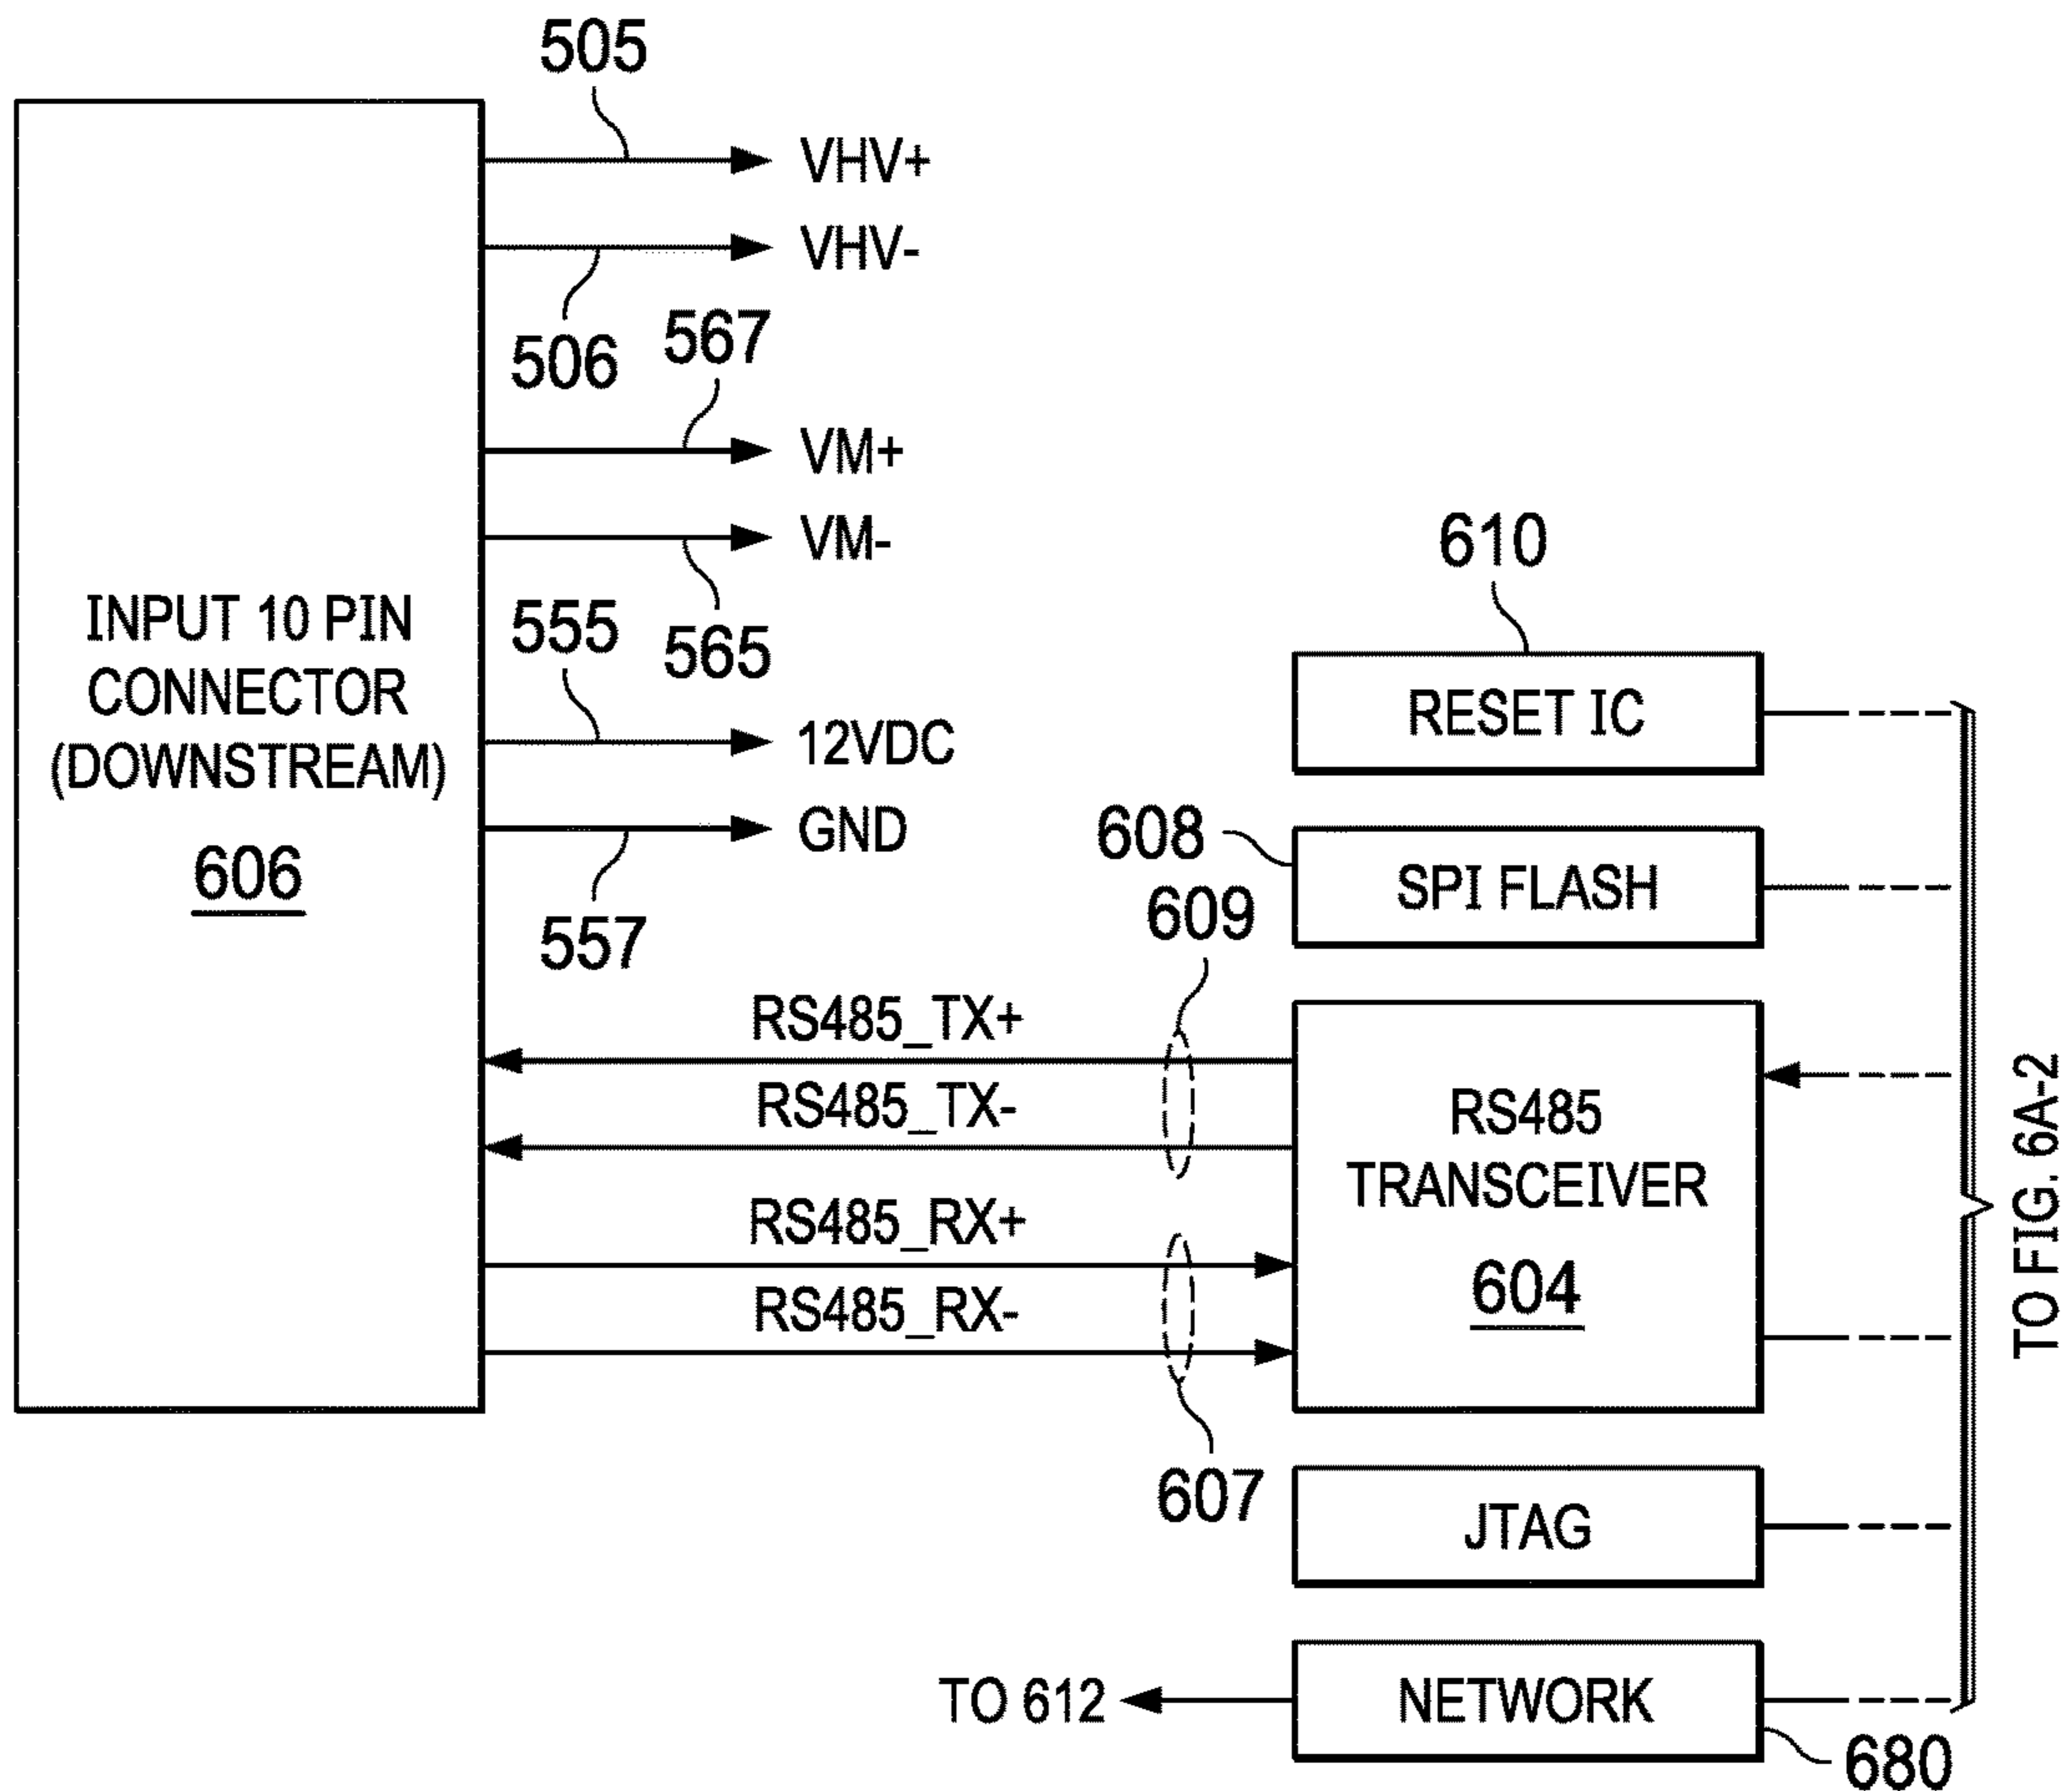 505
VHV+
VHV-
506
567
VM+
VM-
565
555
12VDC
GND
557
INPUT 10 PIN
CONNECTOR
(DOWNSTREAM)
606
610
RESET IC
608
SPI FLASH
609
RS485_TX+
RS485_TX-
RS485_RX+
RS485_RX-
607
RS485
TRANSCEIVER
604
JTAG
TO 612
NETWORK
680
TO FIG. 6A-2